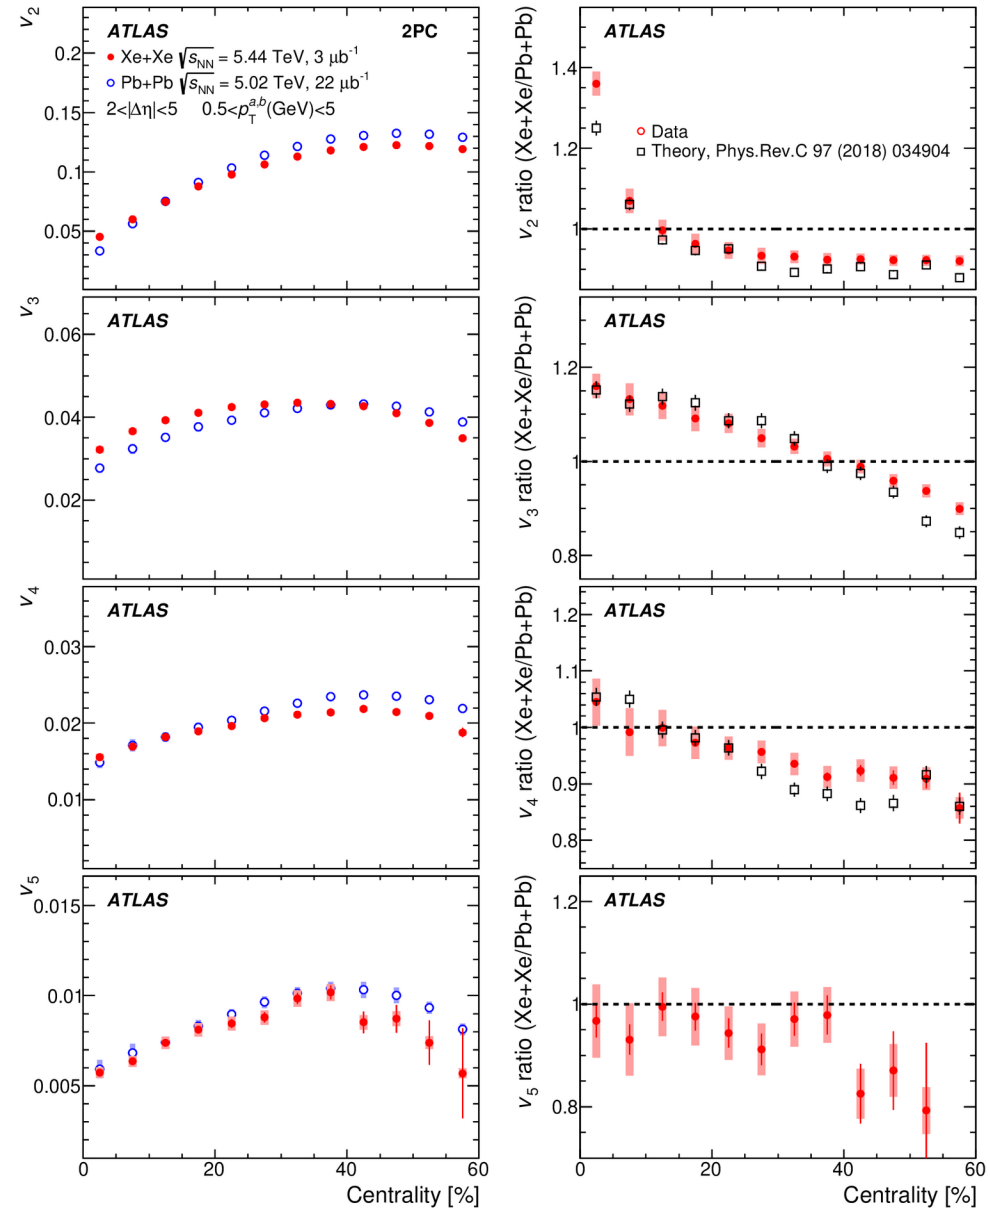 v2
ATLAS 2PC
Xe+Xe √sNN = 5.44 TeV, 3 μb-1
Pb+Pb √sNN = 5.02 TeV, 22 μb-1
2<|Δη|<5 0.5<pTa,b(GeV)<5
0.2
0.15
0.1
0.05
v2 ratio (Xe+Xe/Pb+Pb)
ATLAS
Data
Theory, Phys.Rev.C 97 (2018) 034904
1.4
1.2
1
v3
ATLAS
0.06
0.04
0.02
v3 ratio (Xe+Xe/Pb+Pb)
ATLAS
1.2
1
0.8
v4
ATLAS
0.03
0.02
0.01
v4 ratio (Xe+Xe/Pb+Pb)
ATLAS
1.2
1.1
1
0.9
0.8
v5
ATLAS
0.015
0.01
0.005
0 20 40 60
Centrality [%]
v5 ratio (Xe+Xe/Pb+Pb)
ATLAS
1.2
1
0.8
0 20 40 60
Centrality [%]